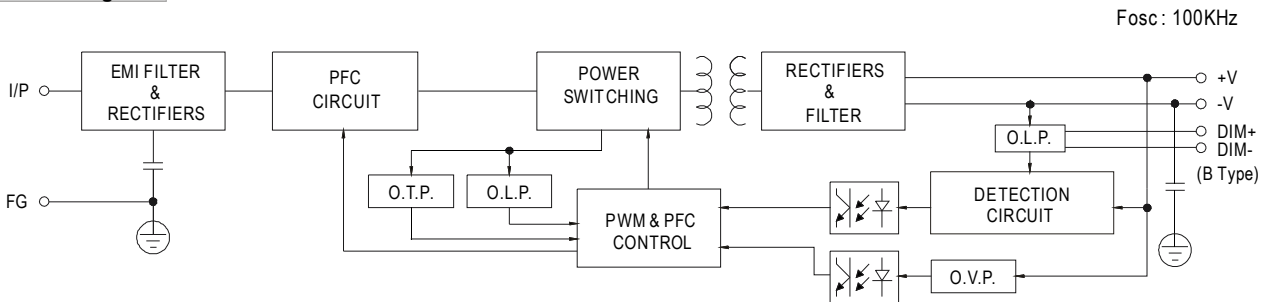 Fosc : 100KHz
I/P
EMI FILTER
&
RECTIFIERS
PFC
CIRCUIT
POWER
SWITCHING
RECTIFIERS
&
FILTER
+V
-V
DIM+
DIM-
(B Type)
O.L.P.
FG
O.T.P.
O.L.P.
PWM & PFC
CONTROL
DETECTION
CIRCUIT
O.V.P.